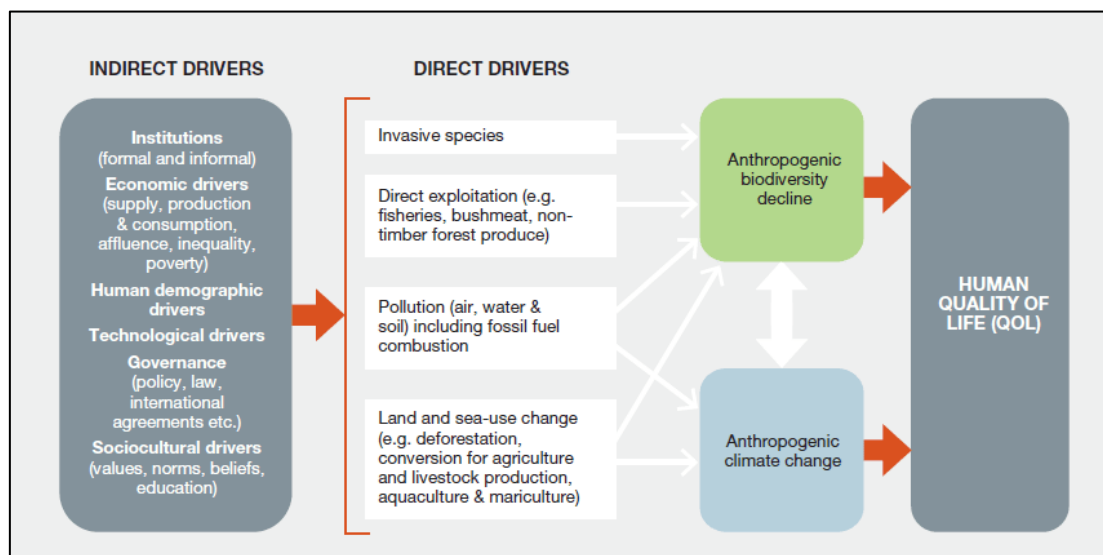 INDIRECT DRIVERS
Institutions
(formal and informal)
Economic drivers
(supply, production
& consumption,
affluence, inequality,
poverty)
Human demographic
drivers
Technological drivers
Governance
(policy, law,
international
agreements etc.)
Sociocultural drivers
(values, norms, beliefs,
education)
DIRECT DRIVERS
Invasive species
Direct exploitation (e.g.
fisheries, bushmeat, non-
timber forest produce)
Pollution (air, water &
soil) including fossil fuel
combustion
Land and sea-use change
(e.g. deforestation,
conversion for agriculture
and livestock production,
aquaculture & mariculture)
Anthropogenic
biodiversity
decline
Anthropogenic
climate change
HUMAN
QUALITY OF
LIFE (QOL)